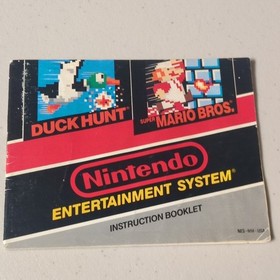 DUCK HUNT
SUPER MARIO BROS.
Nintendo
ENTERTAINMENT SYSTEM
INSTRUCTION BOOKLET